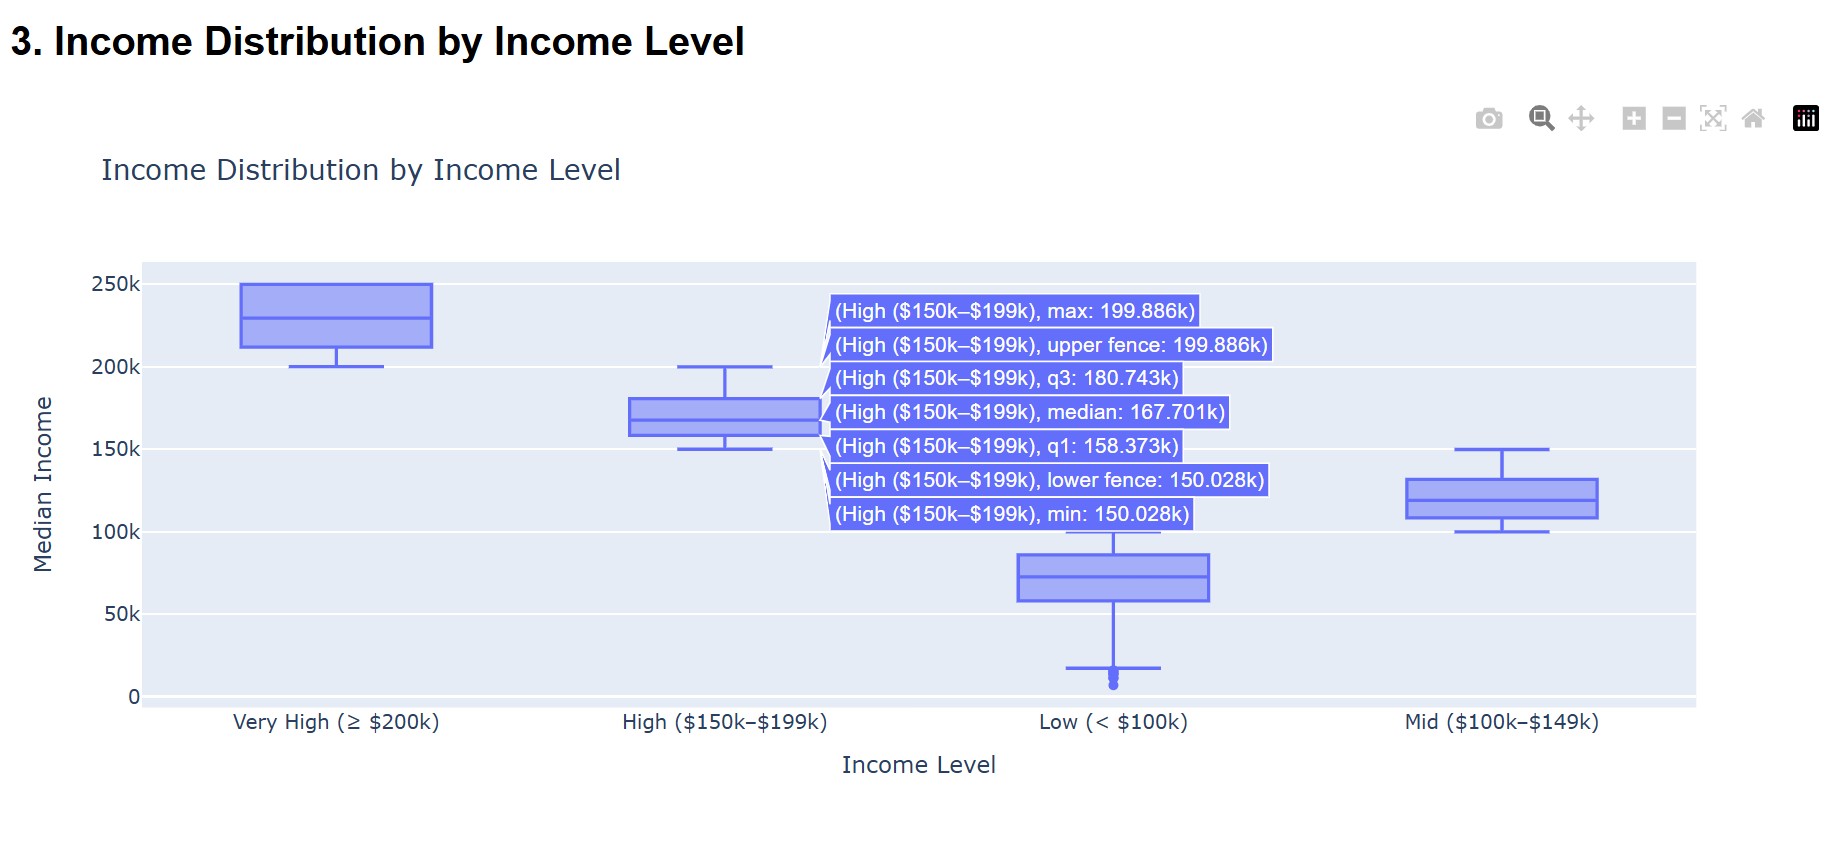 3. Income Distribution by Income Level
Income Distribution by Income Level
250k
200k
150k
100k
50k
0
Median Income
(High ($150k–$199k), max: 199.886k)
(High ($150k–$199k), upper fence: 199.886k)
(High ($150k–$199k), q3: 180.743k)
(High ($150k–$199k), median: 167.701k)
(High ($150k–$199k), q1: 158.373k)
(High ($150k–$199k), lower fence: 150.028k)
(High ($150k–$199k), min: 150.028k)
Very High (≥ $200k) High ($150k–$199k) Low (< $100k) Mid ($100k–$149k)
Income Level